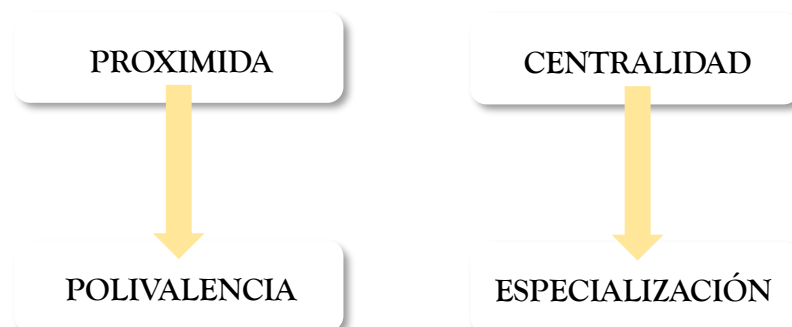 PROXIMIDA
CENTRALIDAD
POLIVALENCIA
ESPECIALIZACIÓN